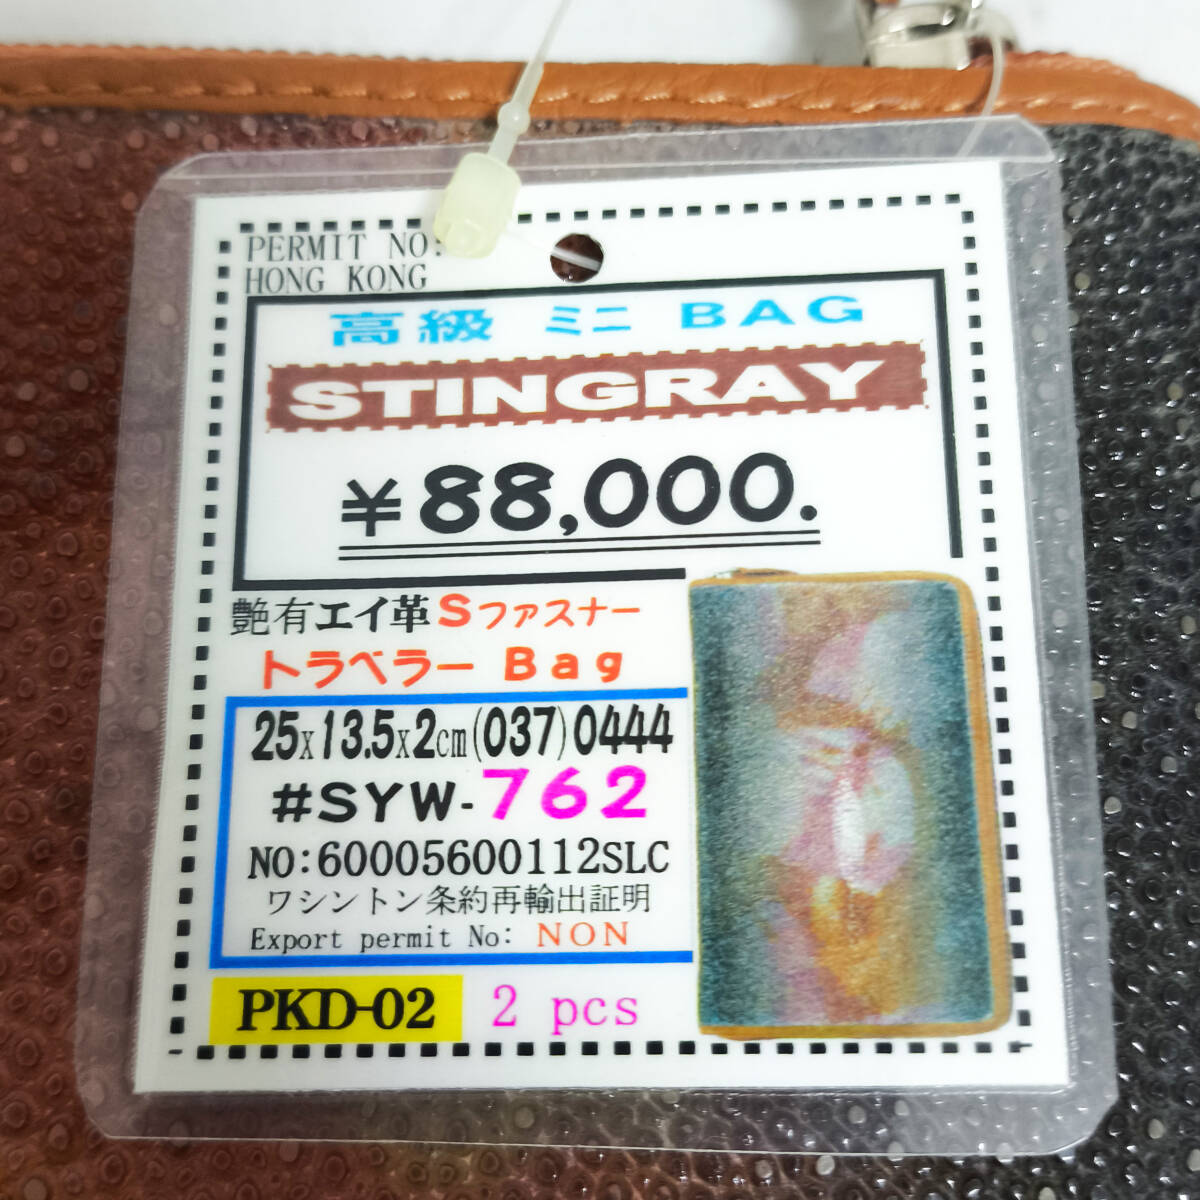 PERMIT NO:
HONG KONG
高級 ミニ BAG
STINGRAY
¥88,000.
艶有エイ革Sファスナー
トラベラー Bag
25x13.5x2cm(037)0444
#SYW-762
NO:60005600112SLC
ワシントン条約再輸出証明
Export permit No: NON
PKD-02 2 pcs